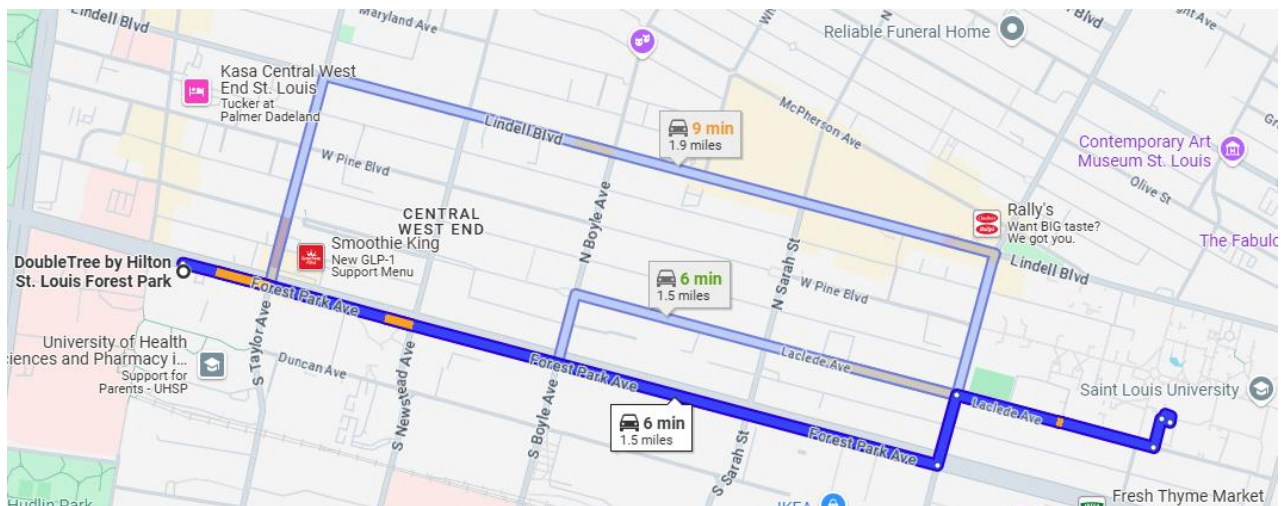 Lindell Blvd
Maryland Ave
Reliable Funeral Home
Kasa Central West
End St. Louis
Tucker at
Palmer Dadeland
9 min
1.9 miles
Lindell Blvd
McPherson Ave
Contemporary Art
Museum St. Louis
Olive St
W Pine Blvd
N Boyle Ave
CENTRAL
WEST END
Rally's
Want BIG taste?
We got you.
The Fabulo
Smoothie King
New GLP-1
Support Menu
N Sarah St
Lindell Blvd
DoubleTree by Hilton
St. Louis Forest Park
6 min
1.5 miles
W Pine Blvd
Forest Park Ave
S Taylor Ave
University of Health
ciences and Pharmacy i...
Support for
Parents - UHSP
Duncan Ave
S Newstead Ave
Forest Park Ave
Laclede Ave
Saint Louis University
S Boyle Ave
6 min
1.5 miles
Laclede Ave
Forest Park Ave
S Sarah St
Hudlin Park
IKEA
Fresh Thyme Market